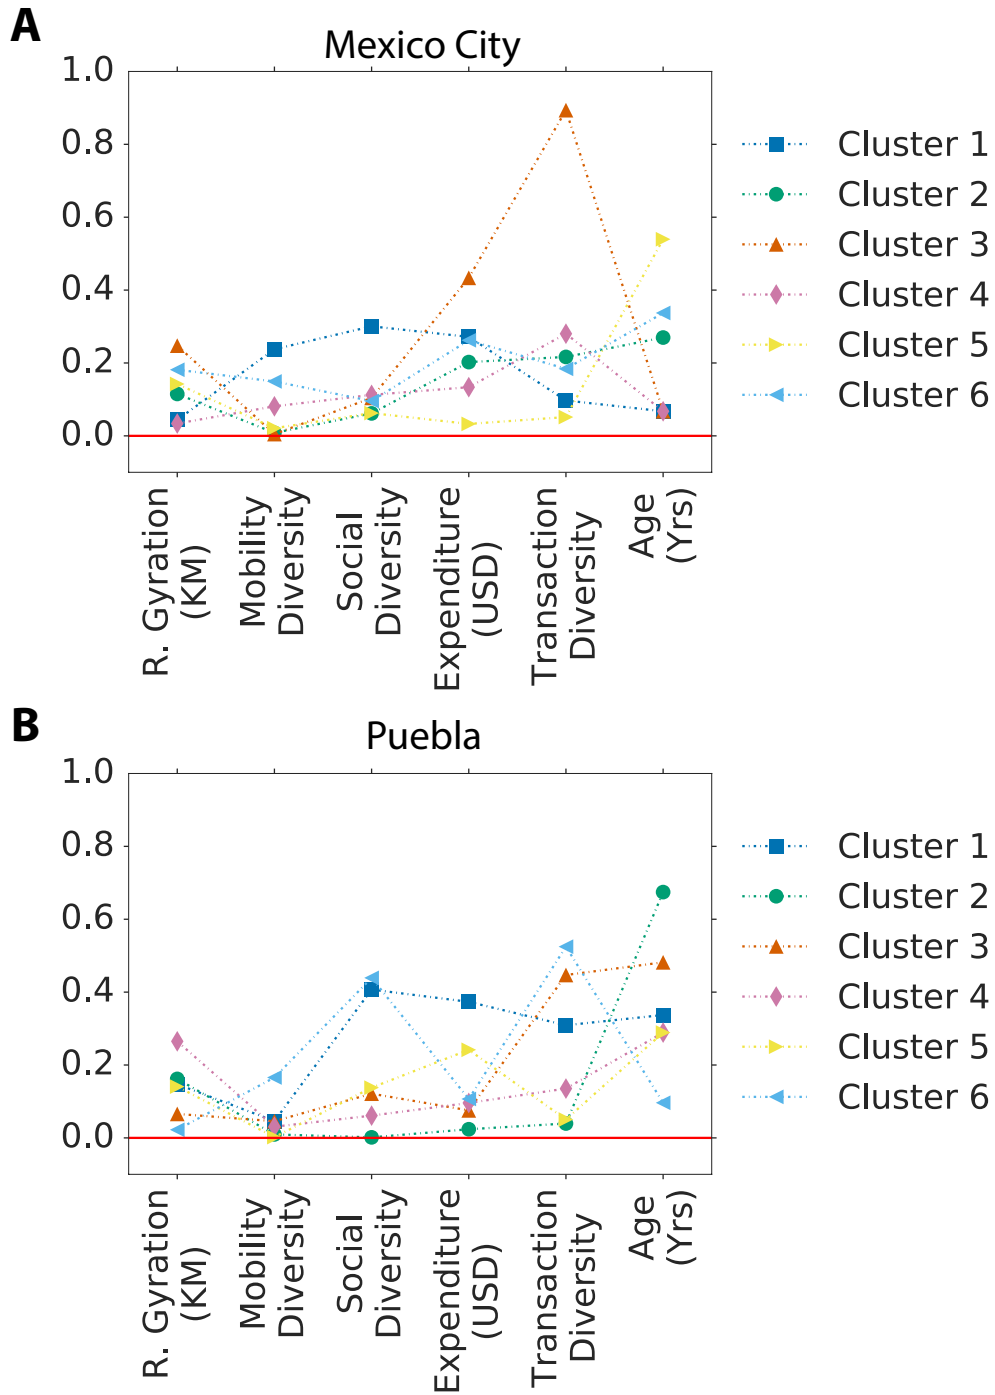 A
Mexico City
1.0
0.8
0.6
0.4
0.2
0.0
R. Gyration
(KM)
Mobility
Diversity
Social
Diversity
Expenditure
(USD)
Transaction
Diversity
Age
(Yrs)
Cluster 1
Cluster 2
Cluster 3
Cluster 4
Cluster 5
Cluster 6
B
Puebla
1.0
0.8
0.6
0.4
0.2
0.0
R. Gyration
(KM)
Mobility
Diversity
Social
Diversity
Expenditure
(USD)
Transaction
Diversity
Age
(Yrs)
Cluster 1
Cluster 2
Cluster 3
Cluster 4
Cluster 5
Cluster 6